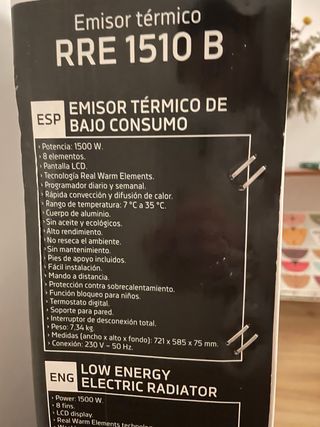 Emisor térmico
RRE 1510 B
ESP
EMISOR TÉRMICO DE
BAJO CONSUMO
› Potencia: 1500 W.
› 8 elementos.
› Pantalla LCD.
› Tecnología Real Warm Elements.
› Programador diario y semanal.
› Rápida convección y difusión de calor.
› Rango de temperatura: 7 °C a 35 °C.
› Cuerpo de aluminio.
› Sin aceite y ecológicos.
› Alto rendimiento.
› No reseca el ambiente.
› Sin mantenimiento.
› Pies de apoyo incluidos.
› Fácil instalación.
› Mando a distancia.
› Protección contra sobrecalentamiento.
› Función bloqueo para niños.
› Termostato digital.
› Soporte para pared.
› Interruptor de desconexión total.
› Peso: 7,34 kg.
› Medidas (ancho x alto x fondo): 721 x 585 x 75 mm.
› Conexión: 230 V – 50 Hz.
ENG
LOW ENERGY
ELECTRIC RADIATOR
› Power: 1500 W.
› 8 fins.
› LCD display.
› Real Warm Elements